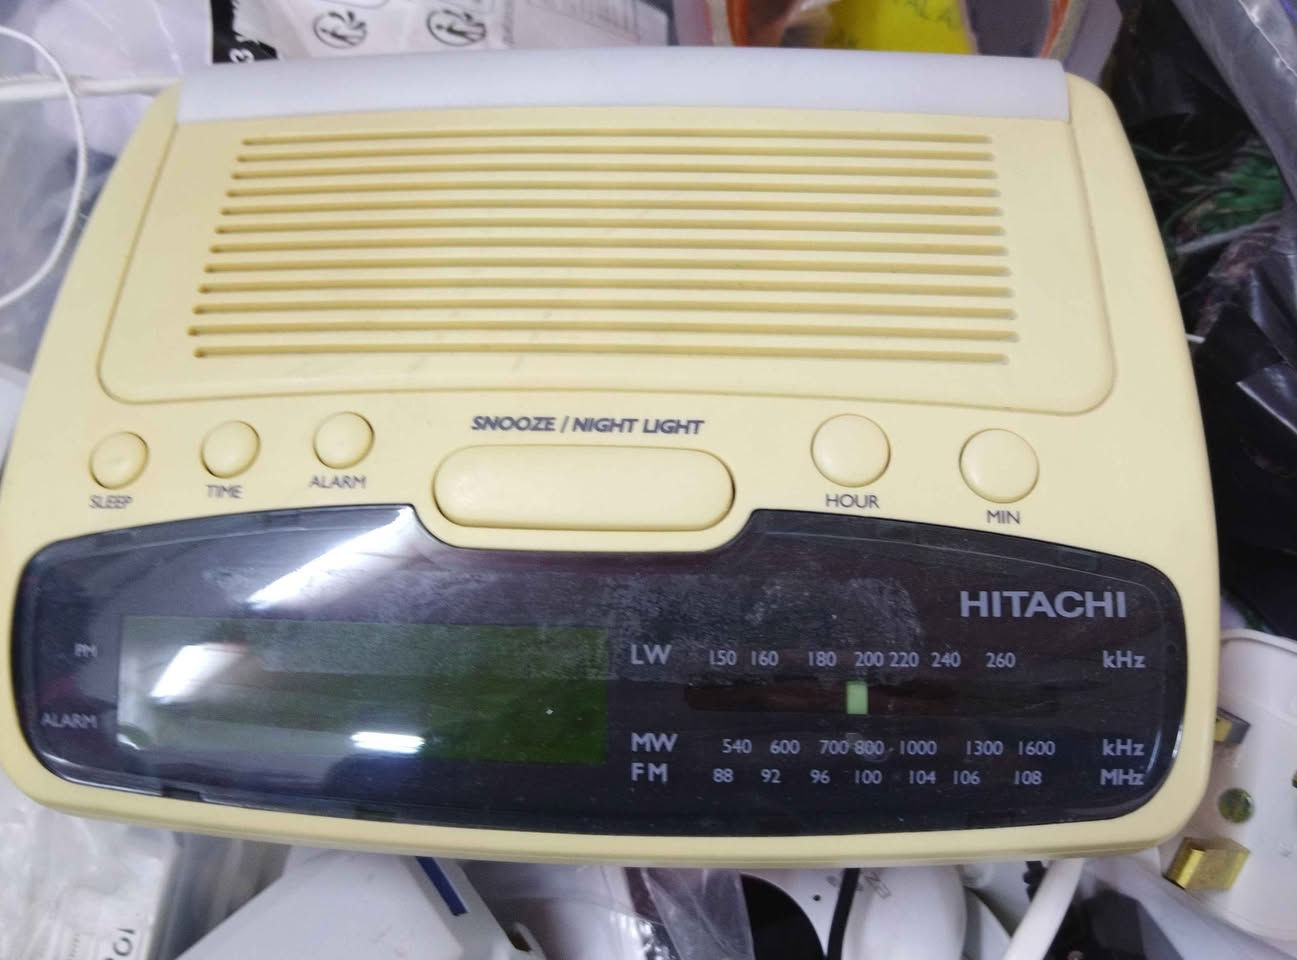 SNOOZE / NIGHT LIGHT
SLEEP
TIME
ALARM
HOUR
MIN
HITACHI
PM
ALARM
LW 150 160 180 200 220 240 260 kHz
MW 540 600 700 800 1000 1300 1600 kHz
FM 88 92 96 100 104 106 108 MHz